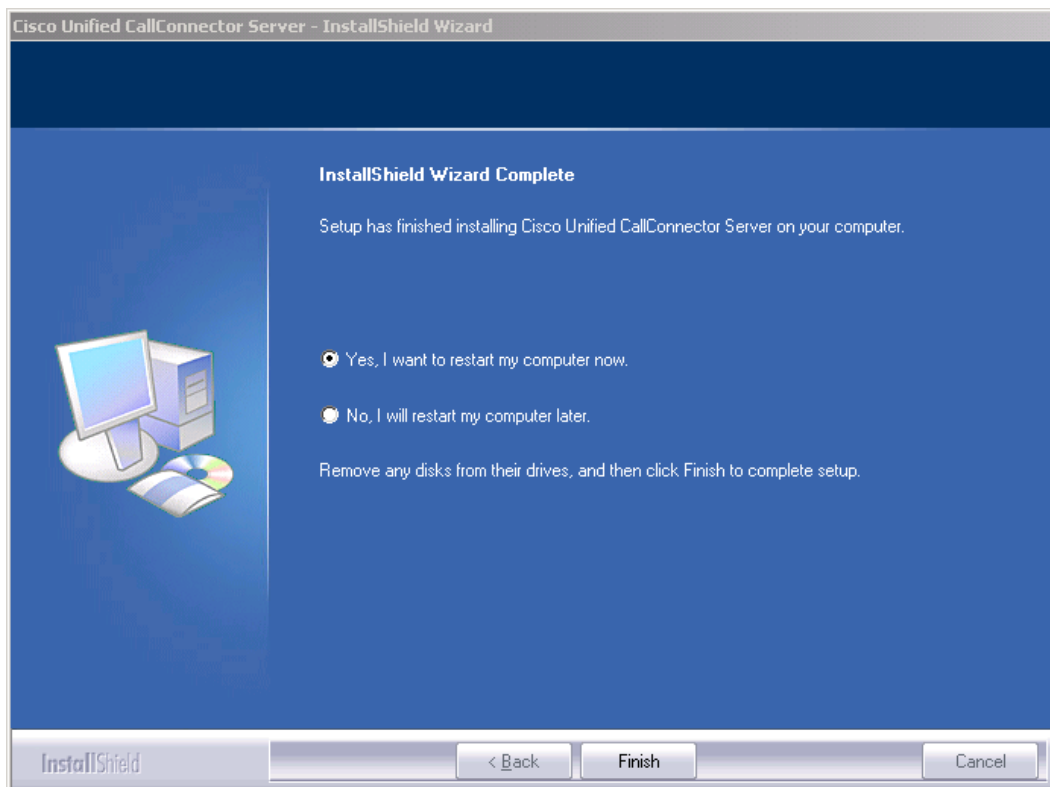 Cisco Unified CallConnector Server - InstallShield Wizard
InstallShield Wizard Complete
Setup has finished installing Cisco Unified CallConnector Server on your computer.
Yes, I want to restart my computer now.
No, I will restart my computer later.
Remove any disks from their drives, and then click Finish to complete setup.
InstallShield
< Back
Finish
Cancel